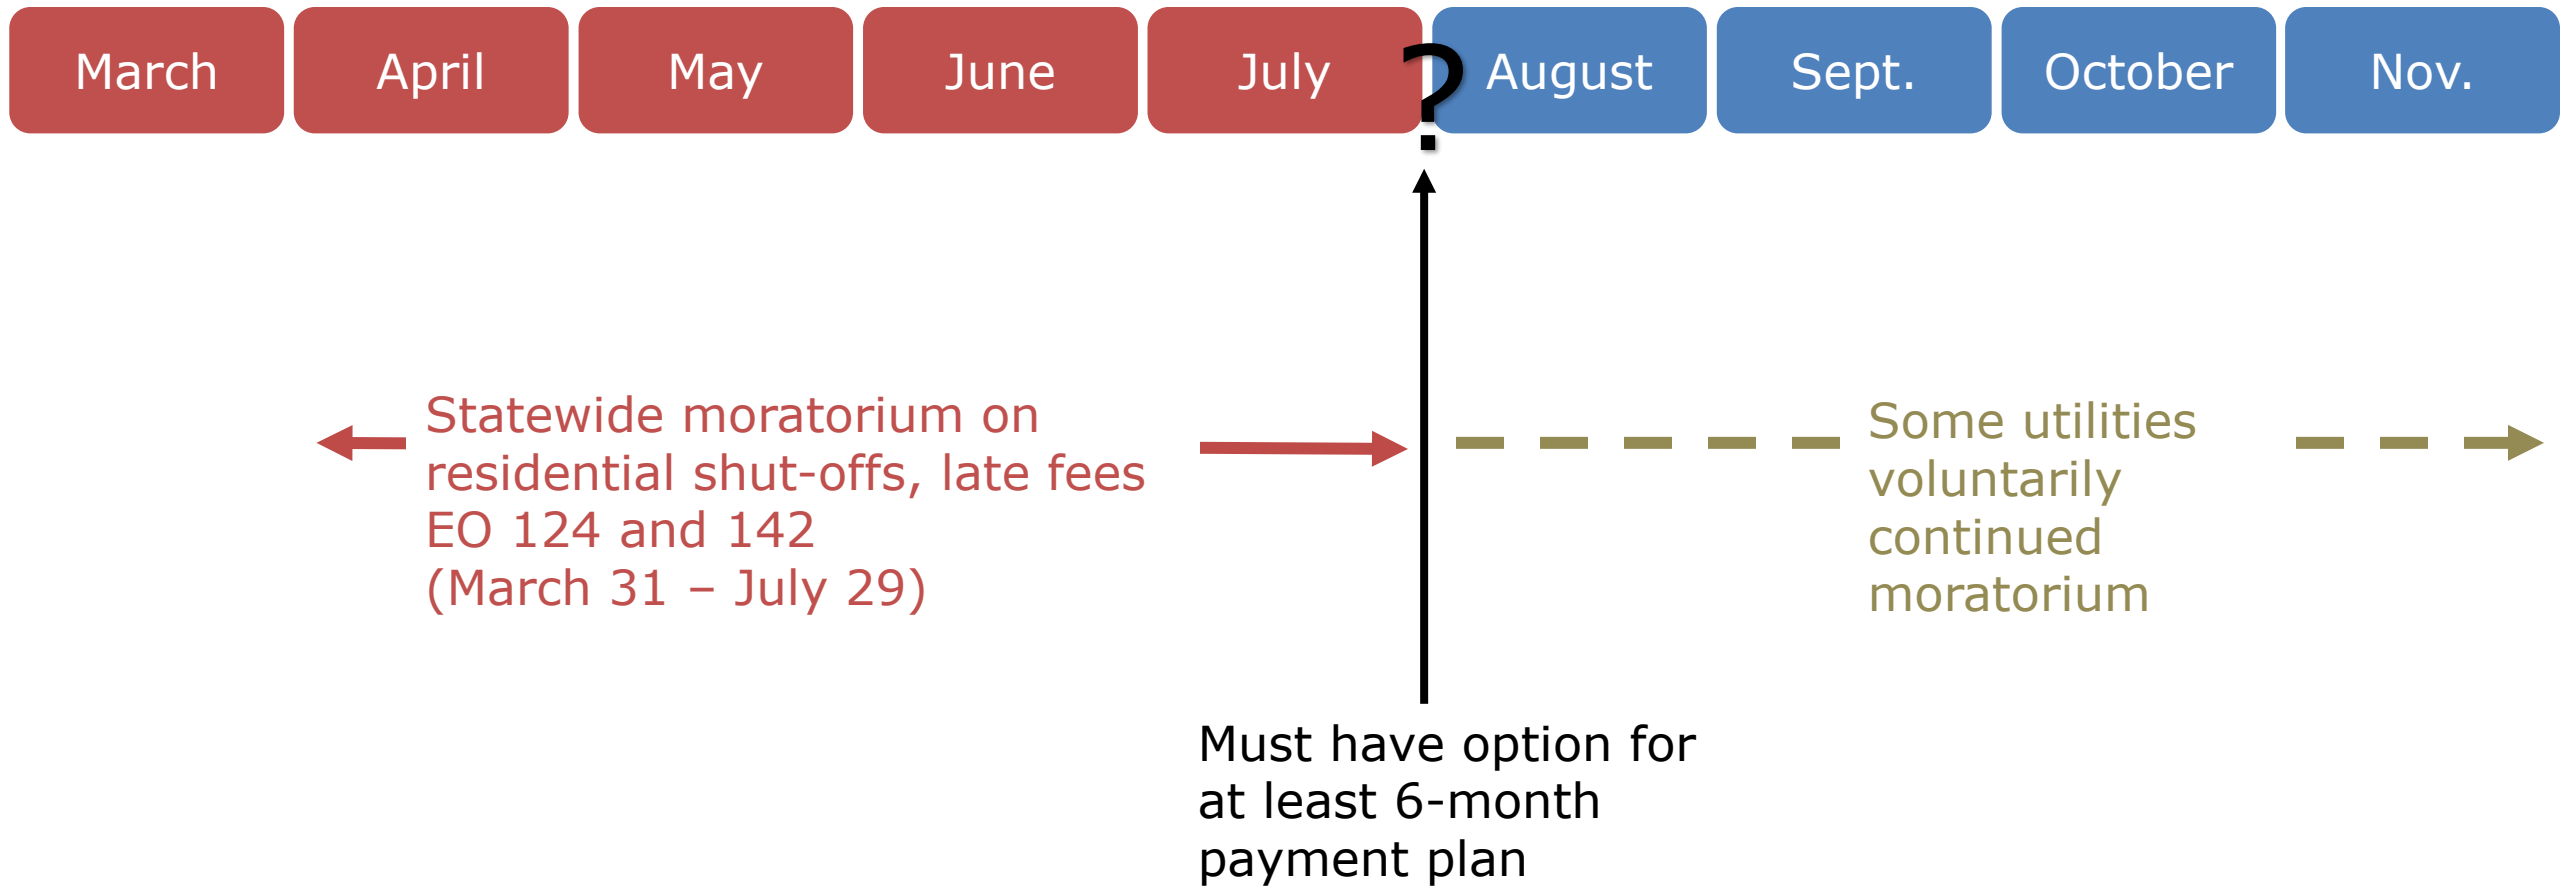 March
April
May
June
July
?
August
Sept.
October
Nov.
Statewide moratorium on
residential shut-offs, late fees
EO 124 and 142
(March 31 – July 29)
Some utilities
voluntarily
continued
moratorium
Must have option for
at least 6-month
payment plan